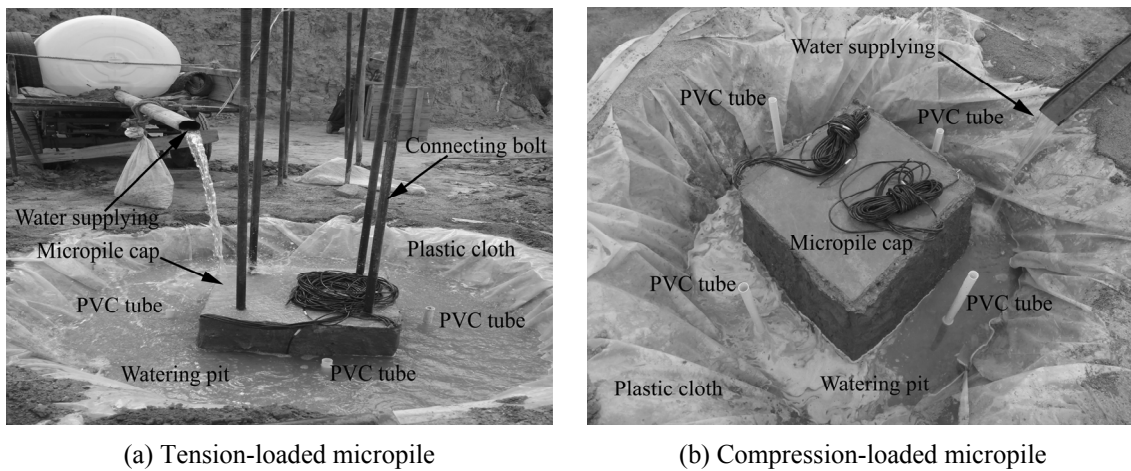 Connecting bolt
Water supplying
Micropile cap
Plastic cloth
PVC tube
PVC tube
Watering pit
PVC tube
(a) Tension-loaded micropile
Water supplying
PVC tube
PVC tube
Micropile cap
PVC tube
PVC tube
Plastic cloth
Watering pit
(b) Compression-loaded micropile